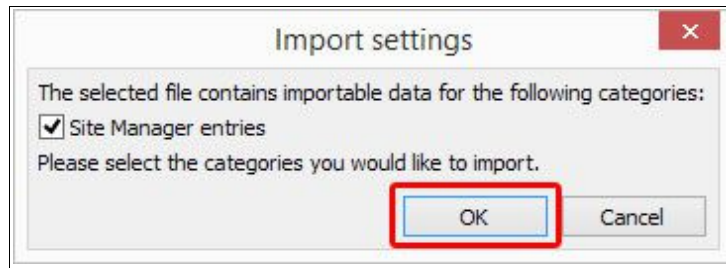 Import settings
The selected file contains importable data for the following categories:
Site Manager entries
Please select the categories you would like to import.
OK Cancel